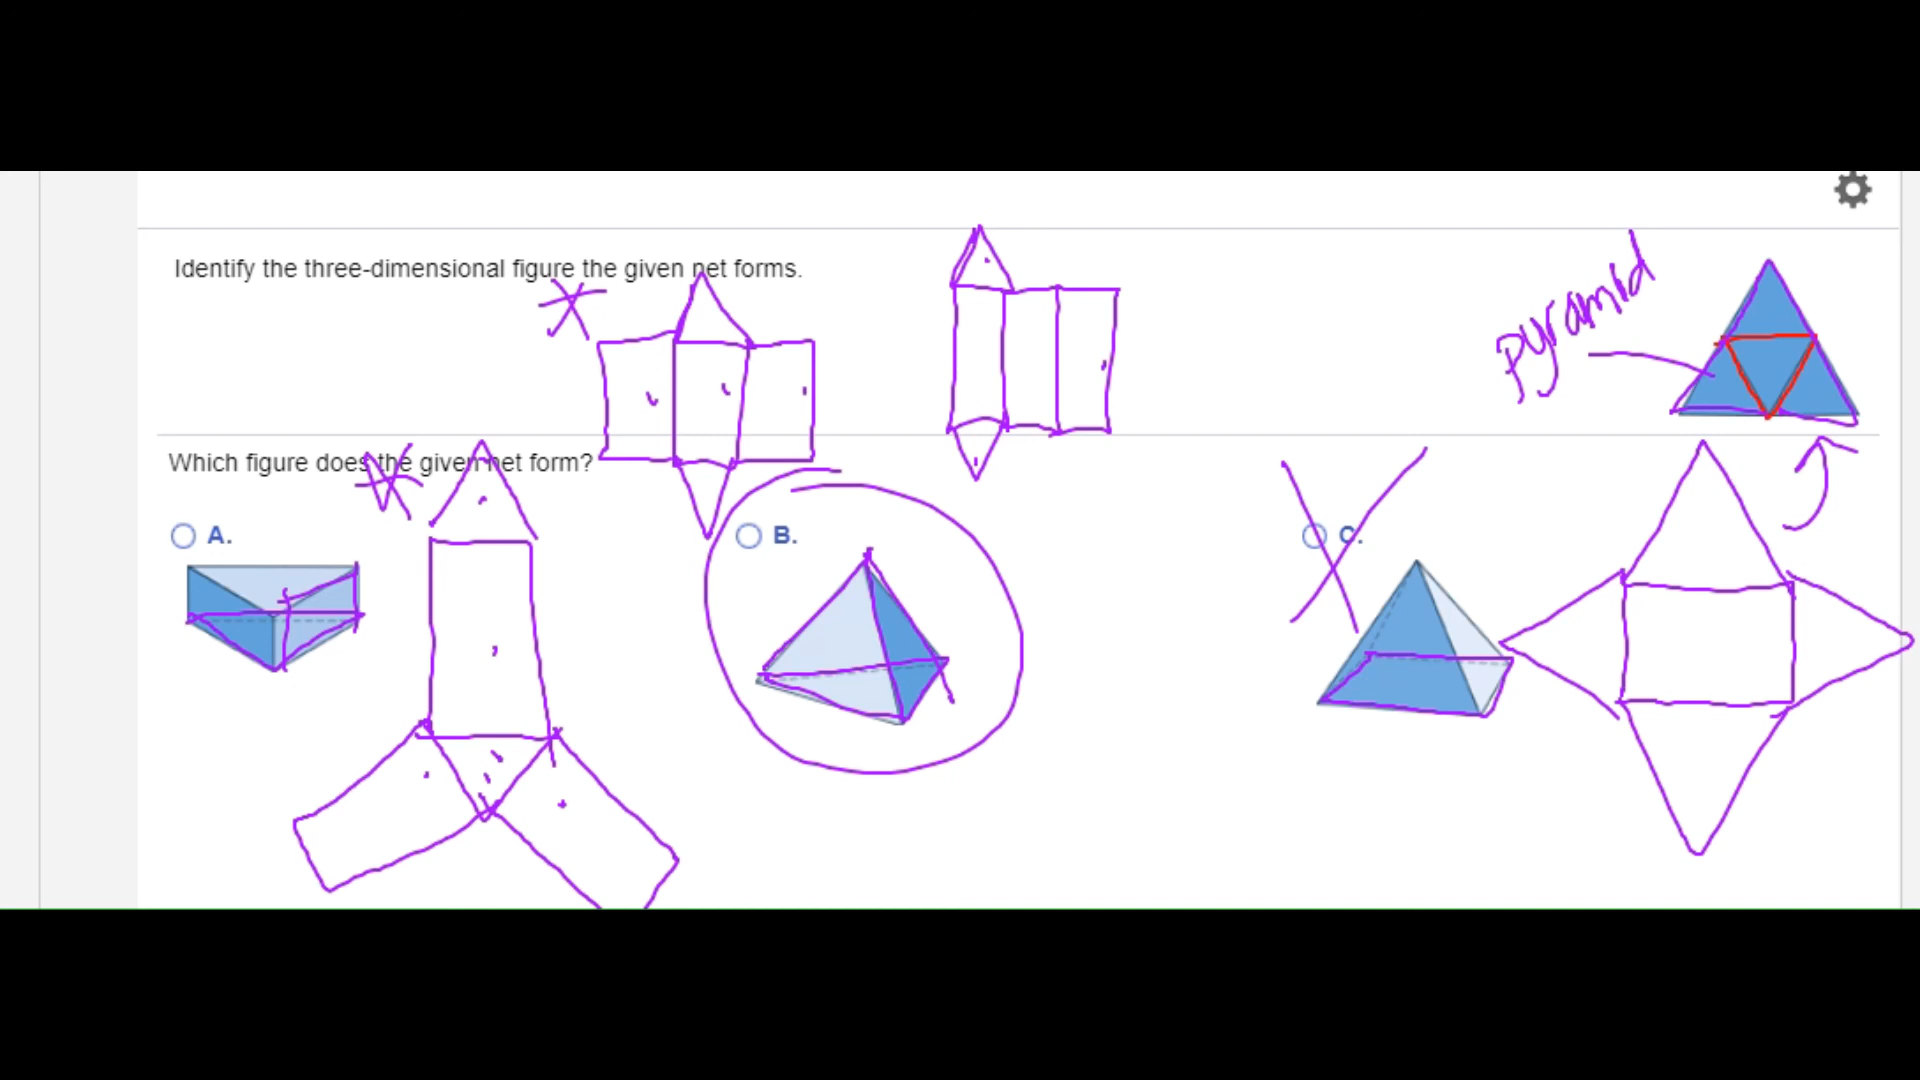 Identify the three-dimensional figure the given net forms.
pyramid
Which figure does the given net form?
A.
B.
C.